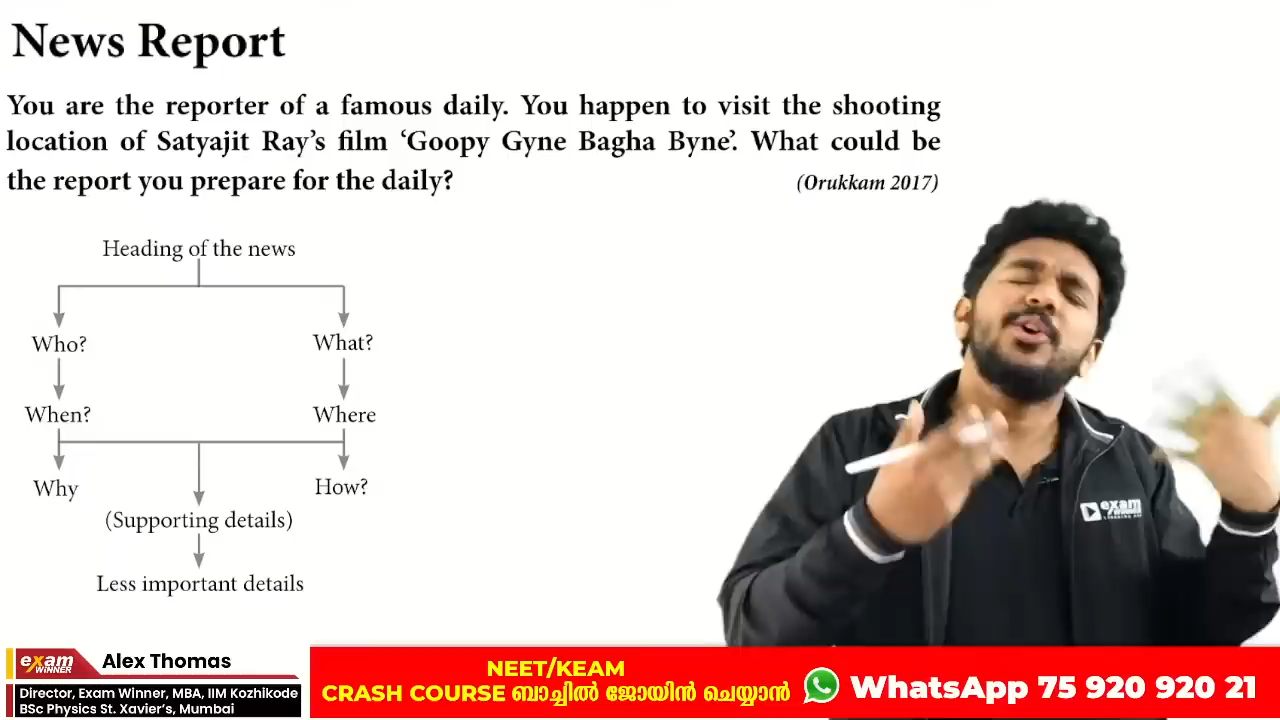 News Report
You are the reporter of a famous daily. You happen to visit the shooting
location of Satyajit Ray’s film ‘Goopy Gyne Bagha Byne’. What could be
the report you prepare for the daily?
(Orukkam 2017)
Heading of the news
Who?
What?
When?
Where
Why
How?
(Supporting details)
Less important details
exam
WINNER
exam
WINNER
Alex Thomas
Director, Exam Winner, MBA, IIM Kozhikode
BSc Physics St. Xavier’s, Mumbai
NEET/KEAM
CRASH COURSE ബാച്ചിൽ ജോയിൻ ചെയ്യാൻ
WhatsApp 75 920 920 21